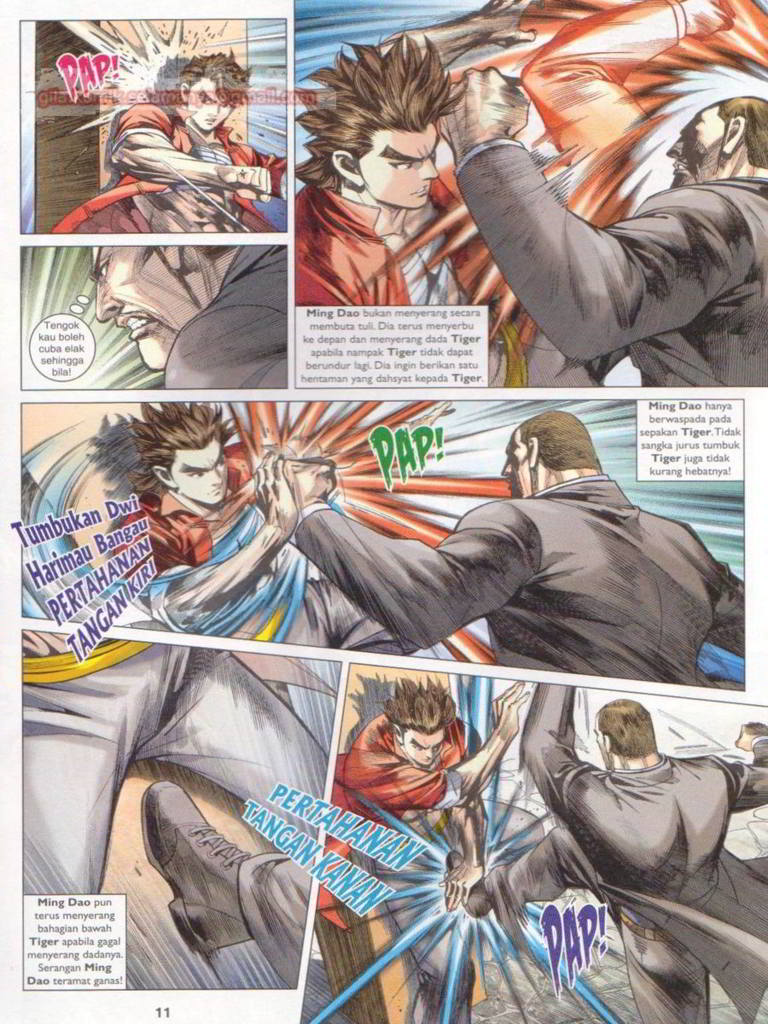 PAP!
Ming Dao bukan menyerang secara
membuta tuli. Dia terus menyerbu
ke depan dan menyerang dada Tiger
apabila nampak Tiger tidak dapat
berundur lagi. Dia ingin berikan satu
hentaman yang dahsyat kepada Tiger.
Tengok
kau boleh
cuba elak
sehingga
bila!
Ming Dao hanya
berwaspada pada
sepakan Tiger. Tidak
sangka jurus tumbuk
Tiger juga tidak
kurang hebatnya!
PAP!
Tumbukan Dwi
Harimau Bangau
PERTAHANAN
TANGAN KIRI
Ming Dao pun
terus menyerang
bahagian bawah
Tiger apabila gagal
menyerang dadanya.
Serangan Ming
Dao teramat ganas!
PERTAHANAN
TANGAN KANAN
PAP!
11